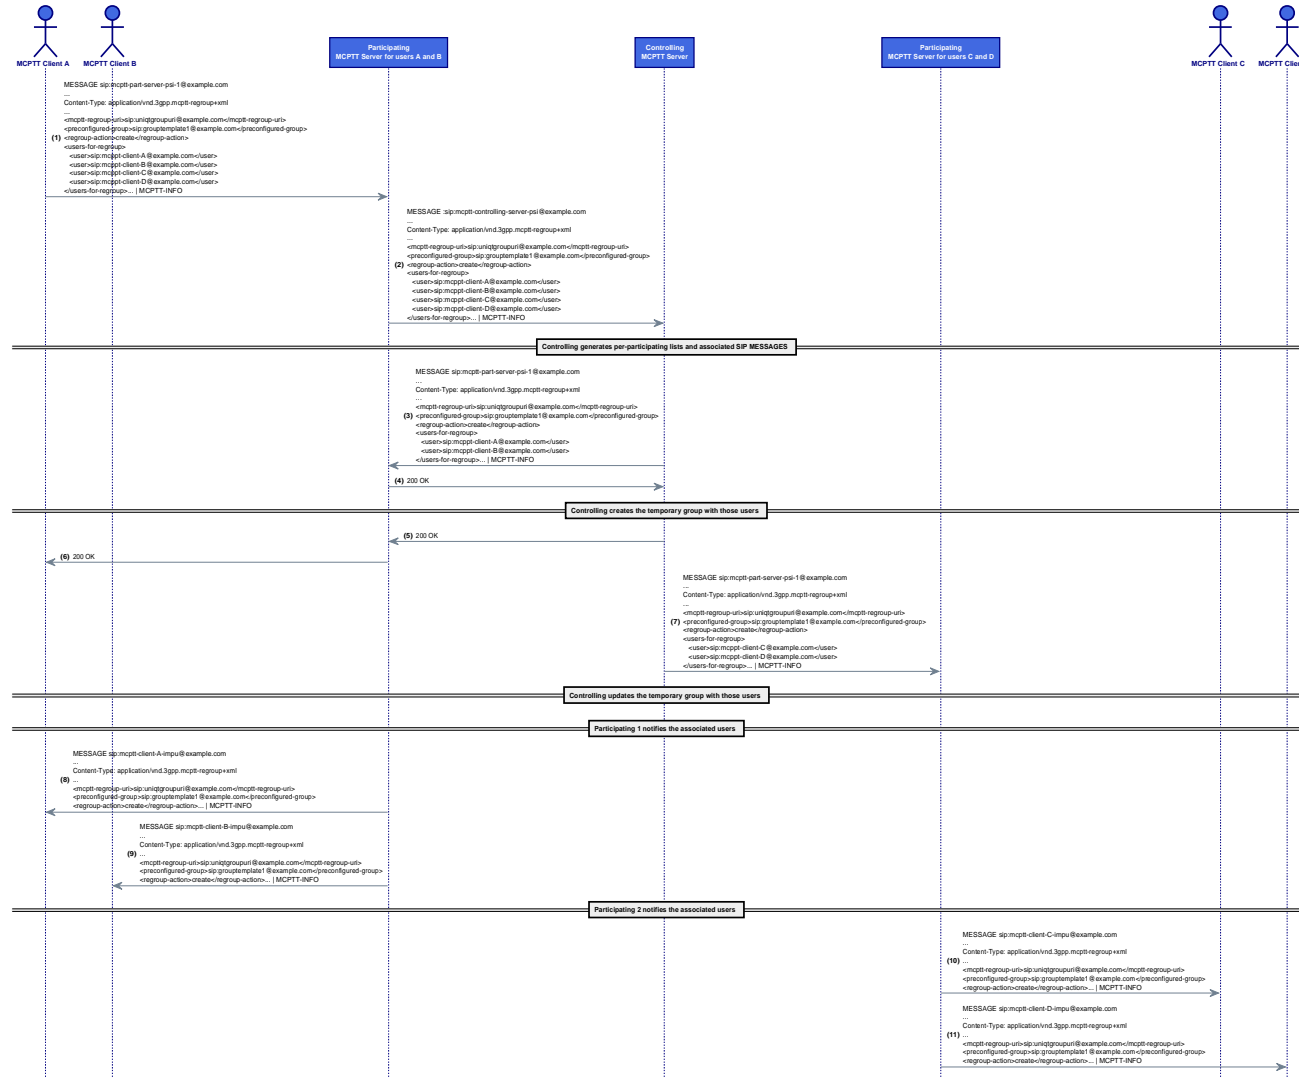 Participating
MCPTT Server for users A and B
Controlling
MCPTT Server
Participating
MCPTT Server for users C and D
MCPTT Client A
MCPTT Client B
MCPTT Client C
MCPTT Clie
MESSAGE sip:mcptt-part-server-psi-1@example.com
...
Content-Type: application/vnd.3gpp.mcptt-regroup+xml
...
<mcptt-regroup-uri>sip:uniqtgroupuri@example.com</mcptt-regroup-uri>
<preconfigured-group>sip:grouptemplate1@example.com</preconfigured-group>
(1) <regroup-action>create</regroup-action>
<users-for-regroup>
<user>sip:mcppt-client-A@example.com</user>
<user>sip:mcppt-client-B@example.com</user>
<user>sip:mcppt-client-C@example.com</user>
<user>sip:mcppt-client-D@example.com</user>
</users-for-regroup>... | MCPTT-INFO
MESSAGE :sip:mcptt-controlling-server-psi@example.com
...
Content-Type: application/vnd.3gpp.mcptt-regroup+xml
...
<mcptt-regroup-uri>sip:uniqtgroupuri@example.com</mcptt-regroup-uri>
<preconfigured-group>sip:grouptemplate1@example.com</preconfigured-group>
(2) <regroup-action>create</regroup-action>
<users-for-regroup>
<user>sip:mcppt-client-A@example.com</user>
<user>sip:mcppt-client-B@example.com</user>
<user>sip:mcppt-client-C@example.com</user>
<user>sip:mcppt-client-D@example.com</user>
</users-for-regroup>... | MCPTT-INFO
Controlling generates per-participating lists and associated SIP MESSAGES
MESSAGE sip:mcptt-part-server-psi-1@example.com
...
Content-Type: application/vnd.3gpp.mcptt-regroup+xml
...
<mcptt-regroup-uri>sip:uniqtgroupuri@example.com</mcptt-regroup-uri>
(3) <preconfigured-group>sip:grouptemplate1@example.com</preconfigured-group>
<regroup-action>create</regroup-action>
<users-for-regroup>
<user>sip:mcppt-client-A@example.com</user>
<user>sip:mcppt-client-B@example.com</user>
</users-for-regroup>... | MCPTT-INFO
(4) 200 OK
Controlling creates the temporary group with those users
(5) 200 OK
(6) 200 OK
MESSAGE sip:mcptt-part-server-psi-1@example.com
...
Content-Type: application/vnd.3gpp.mcptt-regroup+xml
...
<mcptt-regroup-uri>sip:uniqtgroupuri@example.com</mcptt-regroup-uri>
(7) <preconfigured-group>sip:grouptemplate1@example.com</preconfigured-group>
<regroup-action>create</regroup-action>
<users-for-regroup>
<user>sip:mcppt-client-C@example.com</user>
<user>sip:mcppt-client-D@example.com</user>
</users-for-regroup>... | MCPTT-INFO
Controlling updates the temporary group with those users
Participating 1 notifies the associated users
MESSAGE sip:mcptt-client-A-impu@example.com
...
Content-Type: application/vnd.3gpp.mcptt-regroup+xml
(8) ...
<mcptt-regroup-uri>sip:uniqtgroupuri@example.com</mcptt-regroup-uri>
<preconfigured-group>sip:grouptemplate1@example.com</preconfigured-group>
<regroup-action>create</regroup-action>... | MCPTT-INFO
MESSAGE sip:mcptt-client-B-impu@example.com
...
Content-Type: application/vnd.3gpp.mcptt-regroup+xml
(9) ...
<mcptt-regroup-uri>sip:uniqtgroupuri@example.com</mcptt-regroup-uri>
<preconfigured-group>sip:grouptemplate1@example.com</preconfigured-group>
<regroup-action>create</regroup-action>... | MCPTT-INFO
Participating 2 notifies the associated users
MESSAGE sip:mcptt-client-C-impu@example.com
...
Content-Type: application/vnd.3gpp.mcptt-regroup+xml
(10) ...
<mcptt-regroup-uri>sip:uniqtgroupuri@example.com</mcptt-regroup-uri>
<preconfigured-group>sip:grouptemplate1@example.com</preconfigured-group>
<regroup-action>create</regroup-action>... | MCPTT-INFO
MESSAGE sip:mcptt-client-D-impu@example.com
...
Content-Type: application/vnd.3gpp.mcptt-regroup+xml
(11) ...
<mcptt-regroup-uri>sip:uniqtgroupuri@example.com</mcptt-regroup-uri>
<preconfigured-group>sip:grouptemplate1@example.com</preconfigured-group>
<regroup-action>create</regroup-action>... | MCPTT-INFO